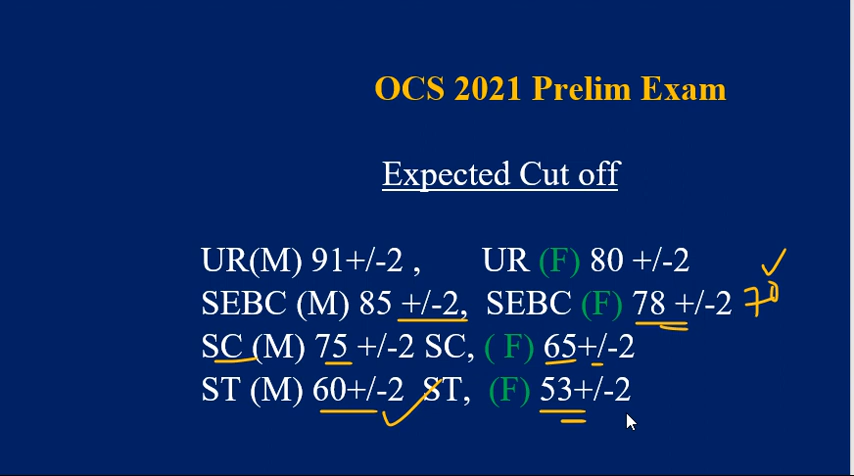 OCS 2021 Prelim Exam
Expected Cut off
UR(M) 91+/-2 , UR (F) 80 +/-2
SEBC (M) 85 +/-2, SEBC (F) 78 +/-2 70
SC (M) 75 +/-2 SC, ( F) 65+/-2
ST (M) 60+/-2 ST, (F) 53+/-2